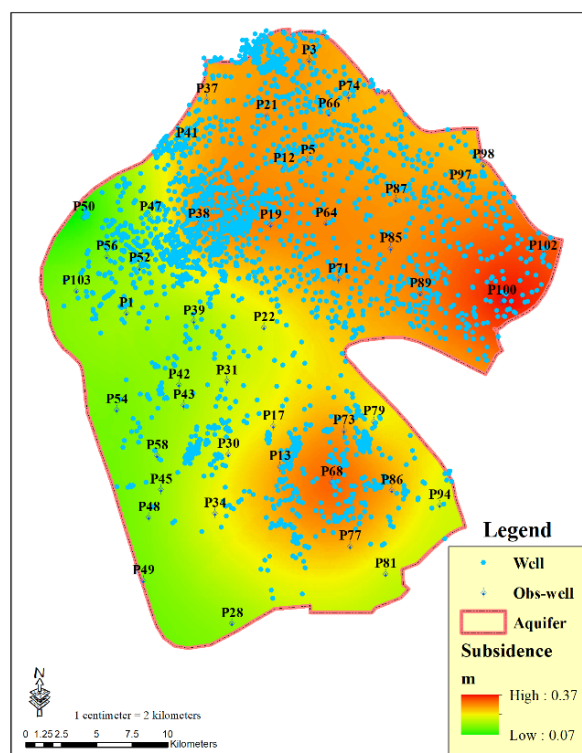 P3
P37
P74
P21
P66
P41
P12
P5
P98
P97
P87
P50
P47
P38
P19
P64
P56
P52
P85
P102
P71
P103
P89
P100
P1
P39
P22
P42
P31
P43
P54
P17
P73
P79
P58
P30
P13
P68
P45
P86
P48
P34
P94
P77
P49
P81
P28
Legend
Well
Obs-well
Aquifer
Subsidence
m
High : 0.37
Low : 0.07
N
1 centimeter = 2 kilometers
0 1.25 2.5 5 7.5 10
Kilometers